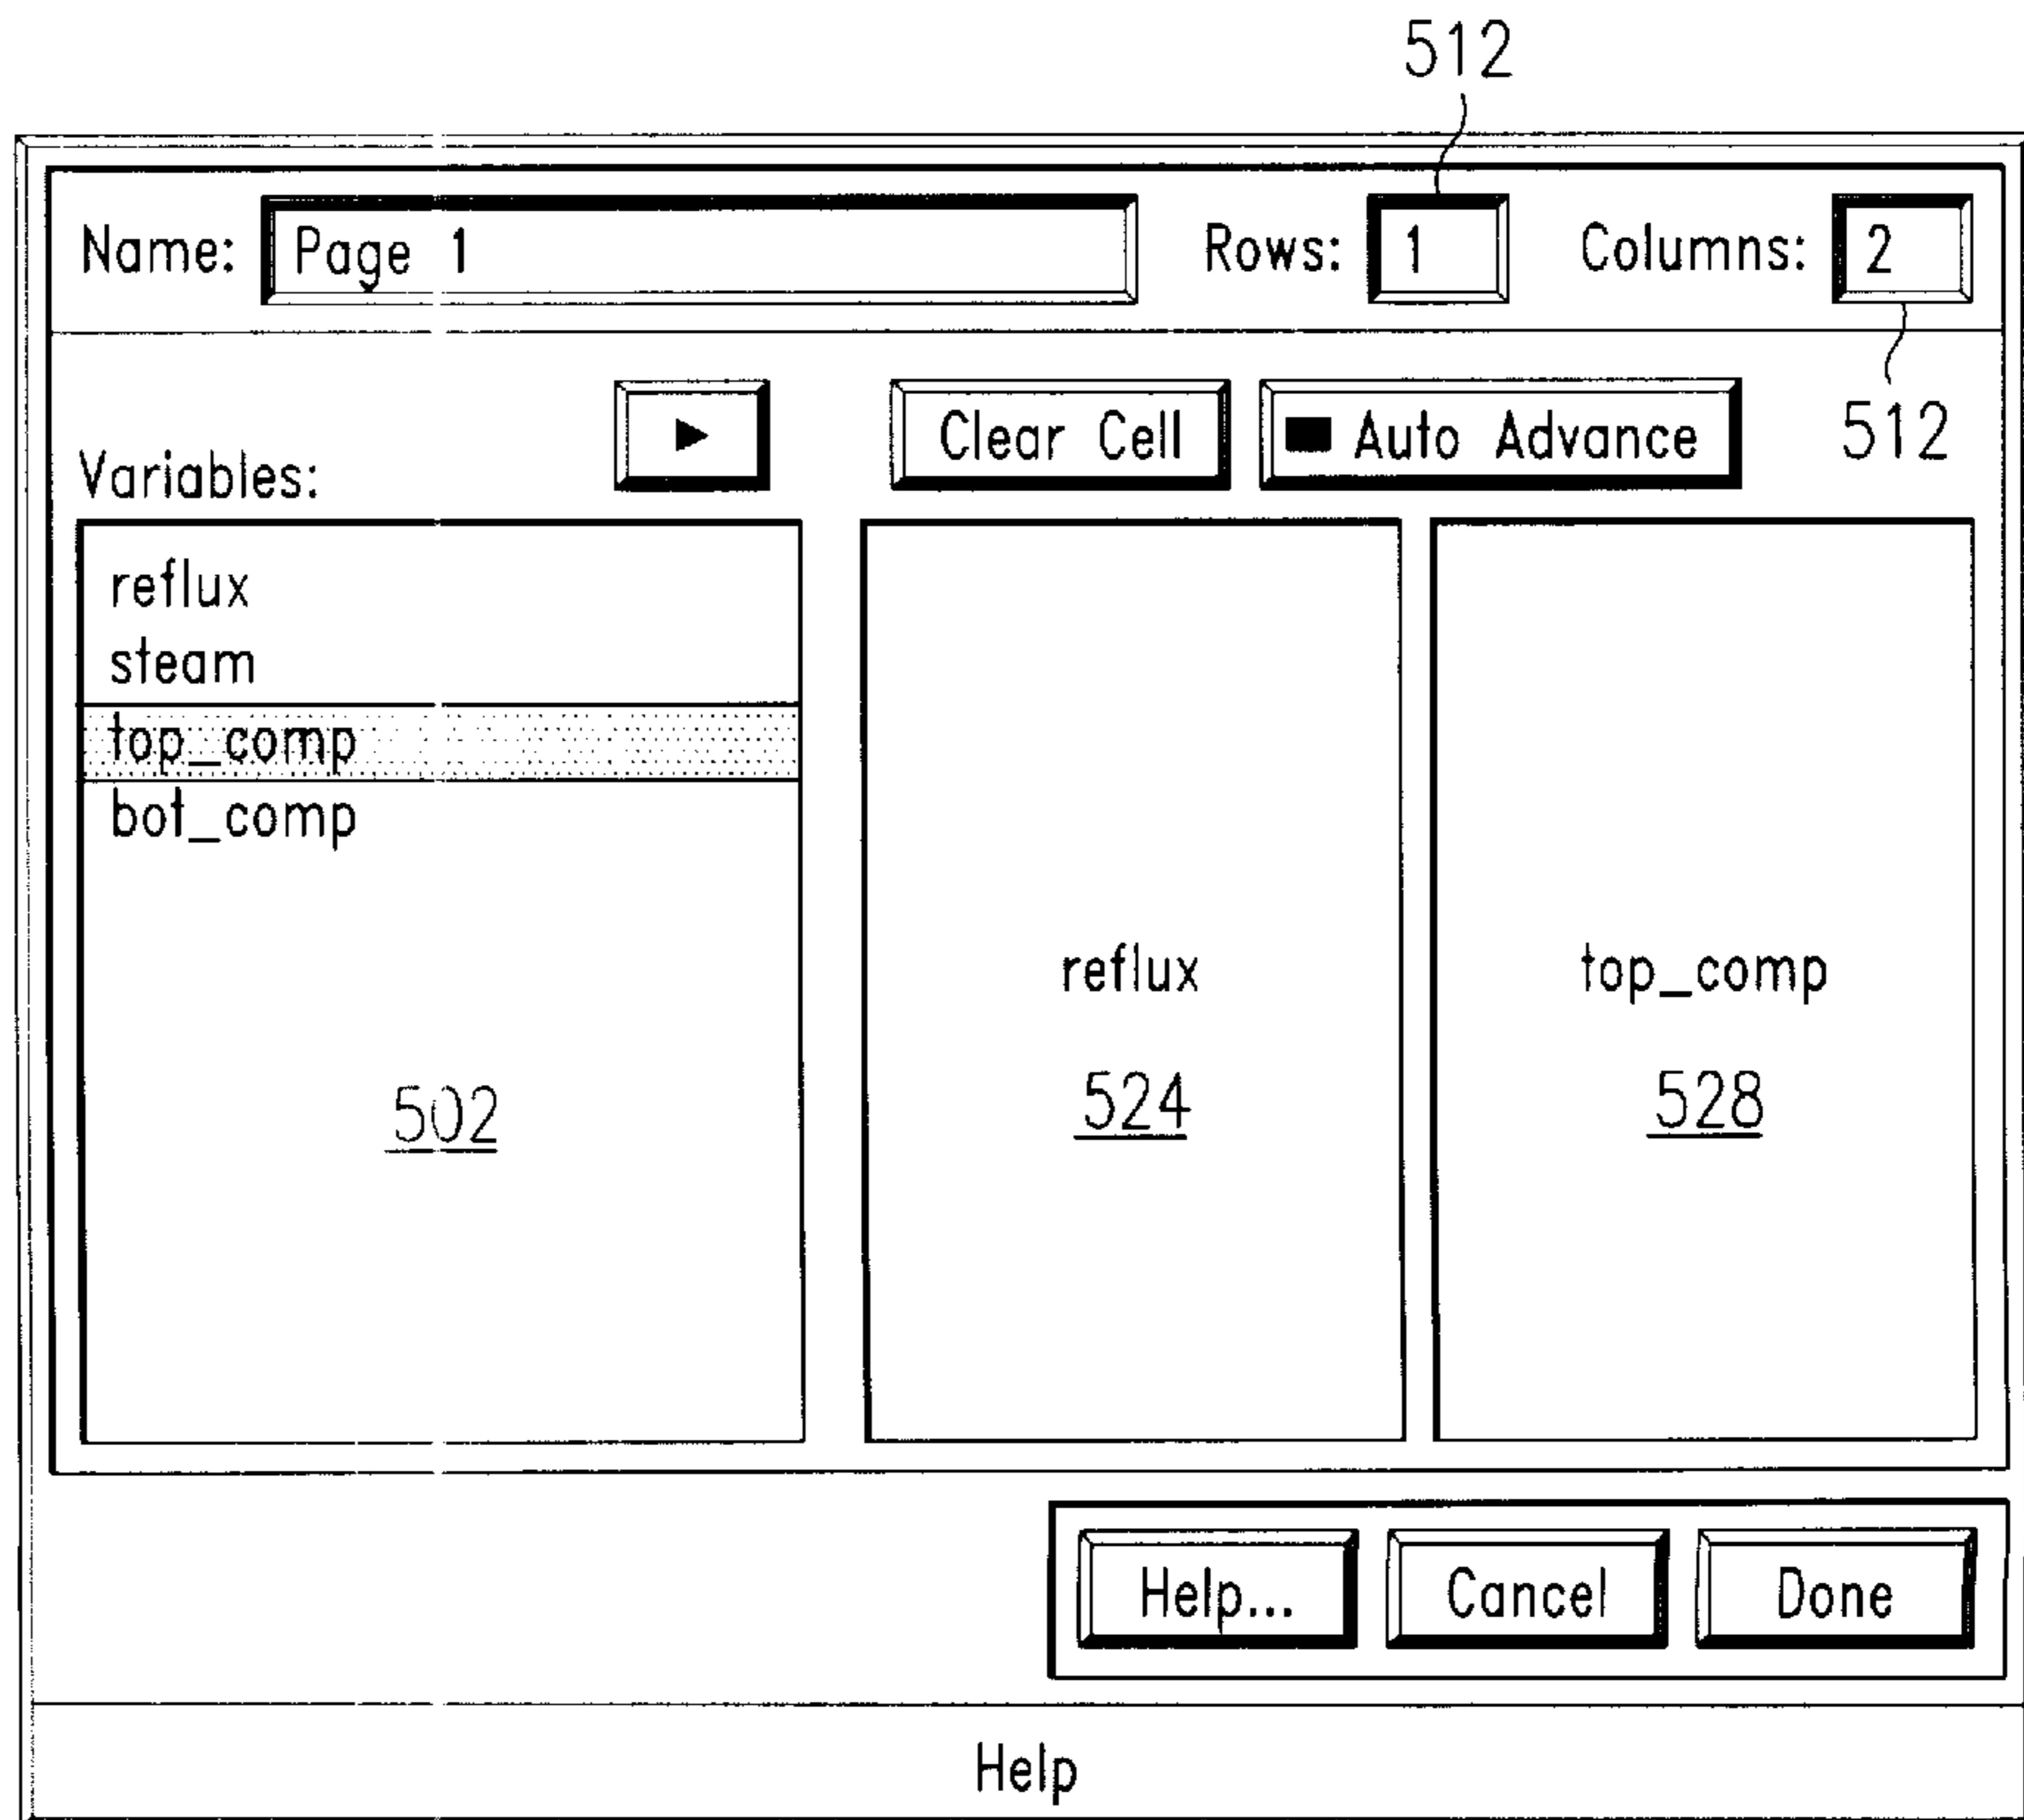 512
Name: Page 1 Rows: 1 Columns: 2
Clear Cell Auto Advance 512
Variables:
reflux
steam
top_comp
bot_comp
reflux top_comp
502 524 528
Help... Cancel Done
Help